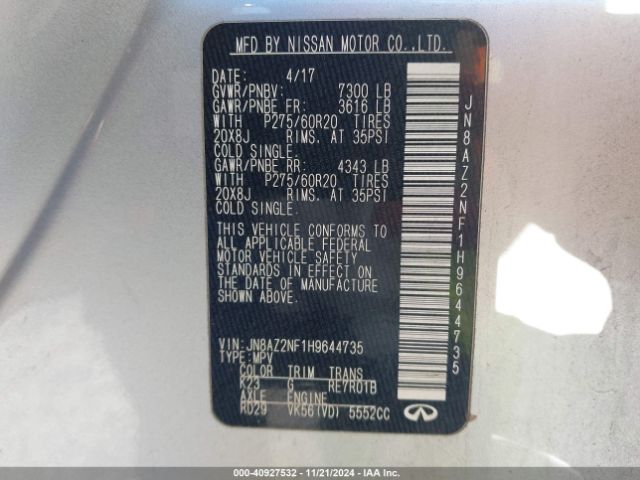 MFD BY NISSAN MOTOR CO.,LTD.
DATE: 4/17
GVWR/PNBV: 7300 LB
GAWR/PNBE FR: 3616 LB
WITH P275/60R20 TIRES
20X8J RIMS. AT 35PSI
COLD SINGLE.
GAWR/PNBE RR: 4343 LB
WITH P275/60R20 TIRES
20X8J RIMS. AT 35PSI
COLD SINGLE.
THIS VEHICLE CONFORMS TO
ALL APPLICABLE FEDERAL
MOTOR VEHICLE SAFETY
STANDARDS IN EFFECT ON
THE DATE OF MANUFACTURE
SHOWN ABOVE.
VIN:JN8AZ2NF1H9644735
TYPE:MPV
COLOR TRIM TRANS
K23 G RE7R01B
AXLE ENGINE
RD29 VK56(VD) 5552CC
JN8AZ2NF1H9644735
000-40927532 — 11/21/2024 — IAA Inc.